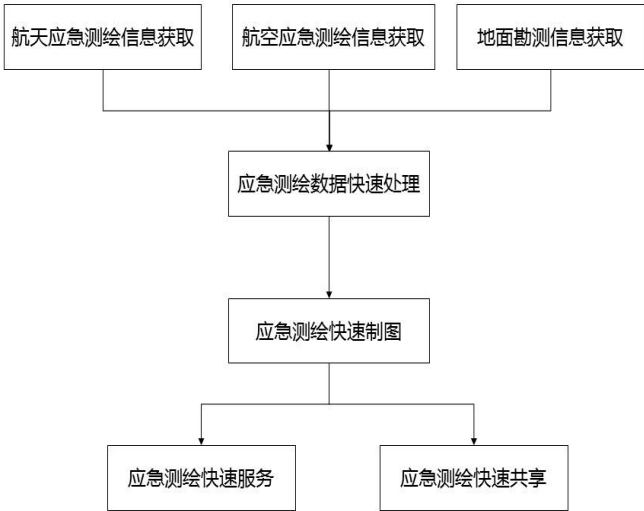 航天应急测绘信息获取
航空应急测绘信息获取
地面勘测信息获取
应急测绘数据快速处理
应急测绘快速制图
应急测绘快速服务
应急测绘快速共享